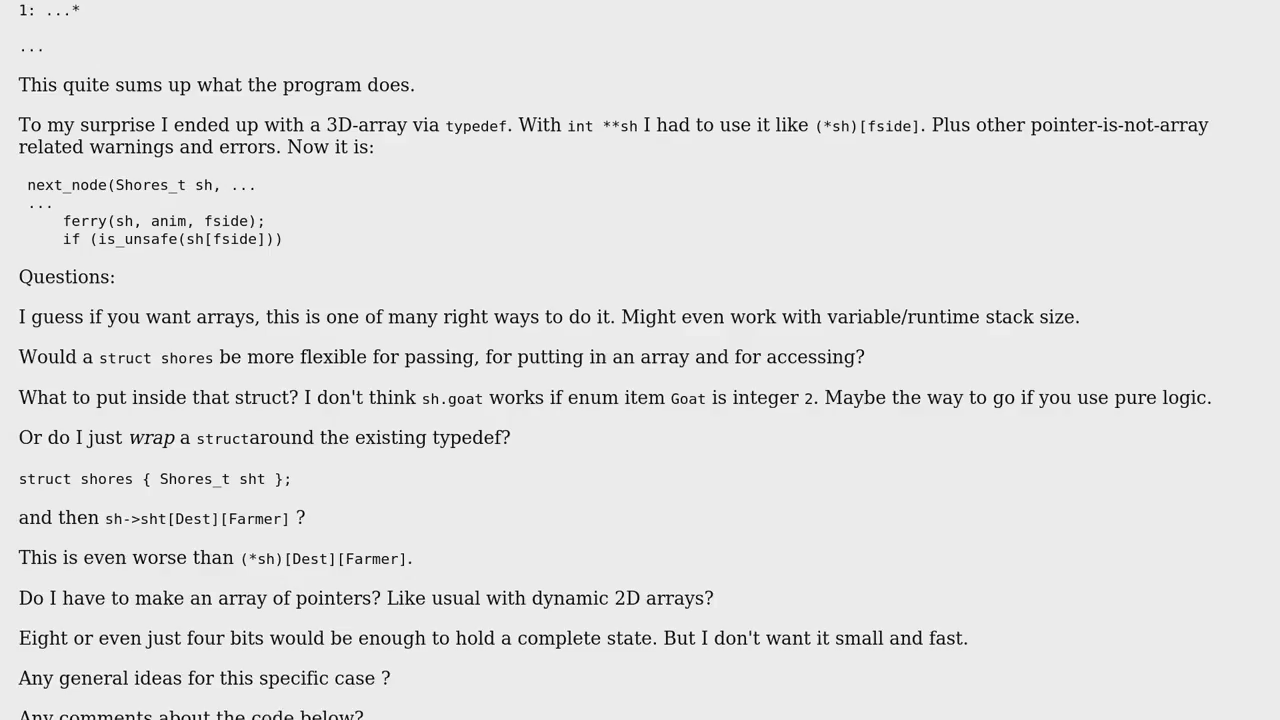 1: ...*
...
This quite sums up what the program does.
To my surprise I ended up with a 3D-array via typedef. With int **sh I had to use it like (*sh)[fside]. Plus other pointer-is-not-array
related warnings and errors. Now it is:
next_node(Shores_t sh, ...
...
ferry(sh, anim, fside);
if (is_unsafe(sh[fside]))
Questions:
I guess if you want arrays, this is one of many right ways to do it. Might even work with variable/runtime stack size.
Would a struct shores be more flexible for passing, for putting in an array and for accessing?
What to put inside that struct? I don't think sh.goat works if enum item Goat is integer 2. Maybe the way to go if you use pure logic.
Or do I just wrap a structaround the existing typedef?
struct shores { Shores_t sht };
and then sh->sht[Dest][Farmer] ?
This is even worse than (*sh)[Dest][Farmer].
Do I have to make an array of pointers? Like usual with dynamic 2D arrays?
Eight or even just four bits would be enough to hold a complete state. But I don't want it small and fast.
Any general ideas for this specific case ?
Any comments about the code below?